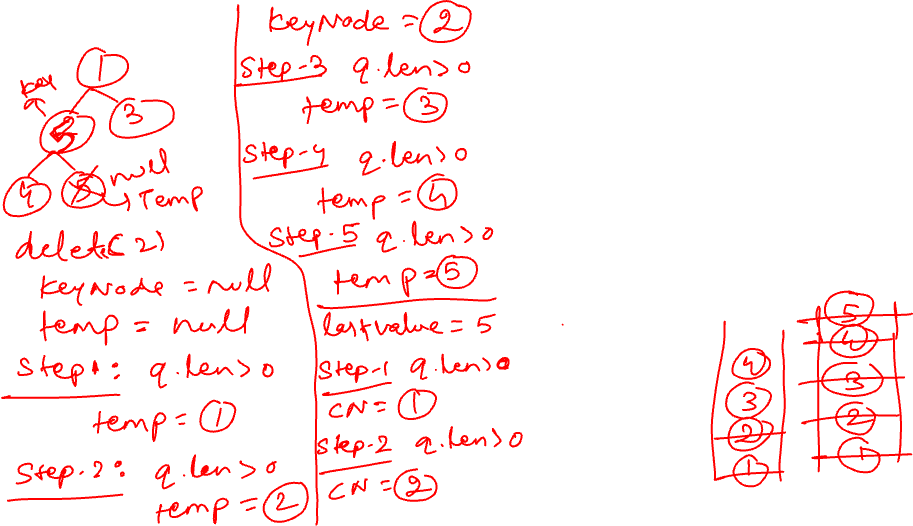 1
key
2 3
4 5 null
Temp
delete(2)
KeyNode = null
temp = null
Step1: q.len>0
temp = 1
Step-2: q.len>0
temp = 2
KeyNode = 2
Step-3 q.len>0
temp = 3
Step-4 q.len>0
temp = 4
Step-5 q.len>0
temp = 5
lastvalue = 5
Step-1 q.len>0
CN = 1
Step-2 q.len>0
CN = 2
4
3
2
1
5
4
3
2
1